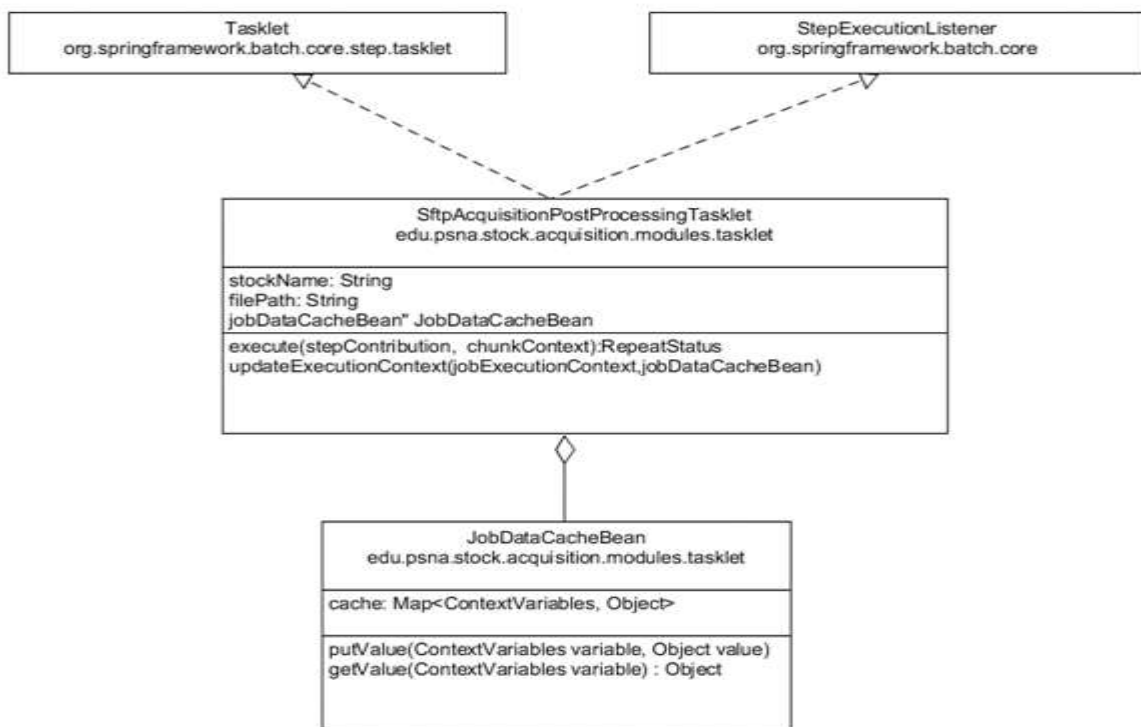 Tasklet
org.springframework.batch.core.step.tasklet
StepExecutionListener
org.springframework.batch.core
SftpAcquisitionPostProcessingTasklet
edu.psna.stock.acquisition.modules.tasklet
stockName: String
filePath: String
jobDataCacheBean" JobDataCacheBean
execute(stepContribution, chunkContext):RepeatStatus
updateExecutionContext(jobExecutionContext,jobDataCacheBean)
JobDataCacheBean
edu.psna.stock.acquisition.modules.tasklet
cache: Map<ContextVariables, Object>
putValue(ContextVariables variable, Object value)
getValue(ContextVariables variable) : Object